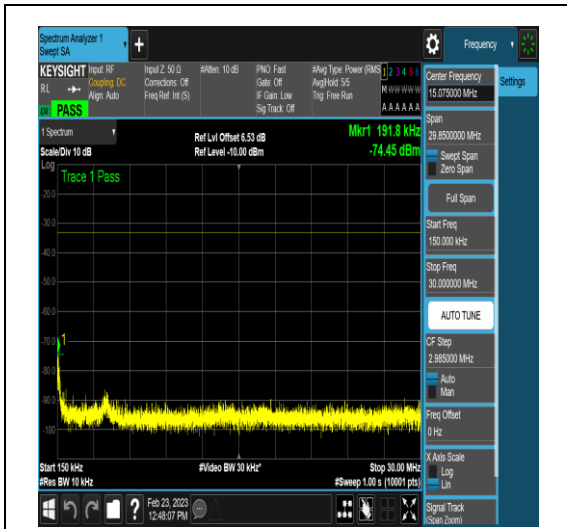 Spectrum Analyzer 1
Swept SA
+
Frequency
KEYSIGHT
RL
Input: RF
Coupling: DC
Align: Auto
Input Z: 50 Ω
Corrections: Off
Freq Ref: Int (S)
#Atten: 10 dB
PNO: Fast
Gate: Off
IF Gain: Low
Sig Track: Off
#Avg Type: Power (RMS
Avg|Hold: 5/5
Trig: Free Run
1 2 3 4 5 6
M W W W W W
A A A A A A
PASS
1 Spectrum
Scale/Div 10 dB
Ref Lvl Offset 6.53 dB
Ref Level -10.00 dBm
Mkr1 191.8 kHz
-74.45 dBm
Log
Trace 1 Pass
-20.0
-30.0
-40.0
-50.0
-60.0
-70.0
1
-80.0
-90.0
-100
Start 150 kHz
#Res BW 10 kHz
#Video BW 30 kHz*
Stop 30.00 MHz
#Sweep 1.00 s (10001 pts)
Feb 23, 2023
12:48:07 PM
?
Center Frequency
15.075000 MHz
Settings
Span
29.8500000 MHz
Swept Span
Zero Span
Full Span
Start Freq
150.000 kHz
Stop Freq
30.000000 MHz
AUTO TUNE
CF Step
2.985000 MHz
Auto
Man
Freq Offset
0 Hz
X Axis Scale
Log
Lin
Signal Track
(Span Zoom)